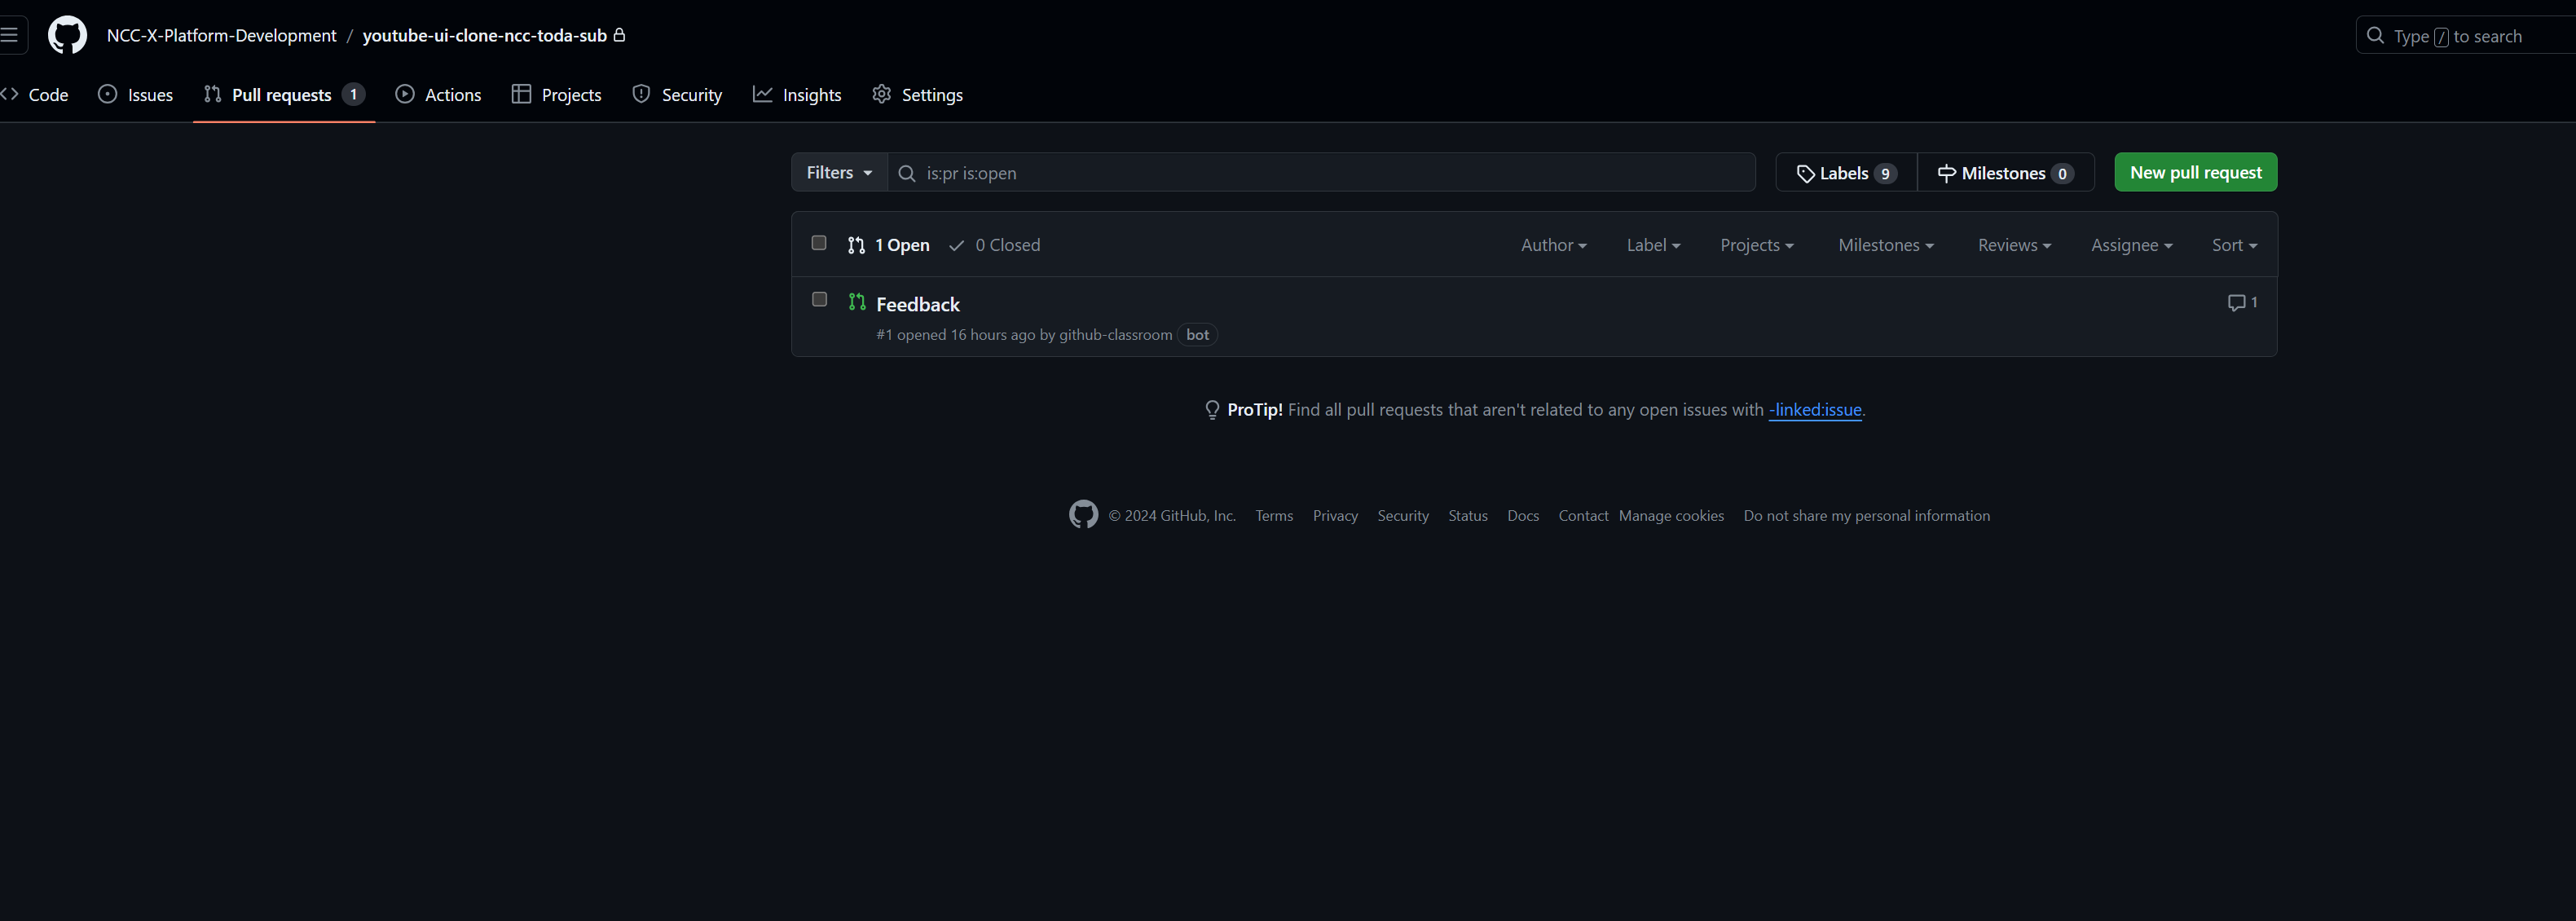 NCC-X-Platform-Development / youtube-ui-clone-ncc-toda-sub
Type / to search
Code Issues Pull requests 1 Actions Projects Security Insights Settings
Filters is:pr is:open Labels 9 Milestones 0 New pull request
1 Open 0 Closed Author Label Projects Milestones Reviews Assignee Sort
Feedback 1
#1 opened 16 hours ago by github-classroom bot
ProTip! Find all pull requests that aren't related to any open issues with -linked:issue.
© 2024 GitHub, Inc. Terms Privacy Security Status Docs Contact Manage cookies Do not share my personal information